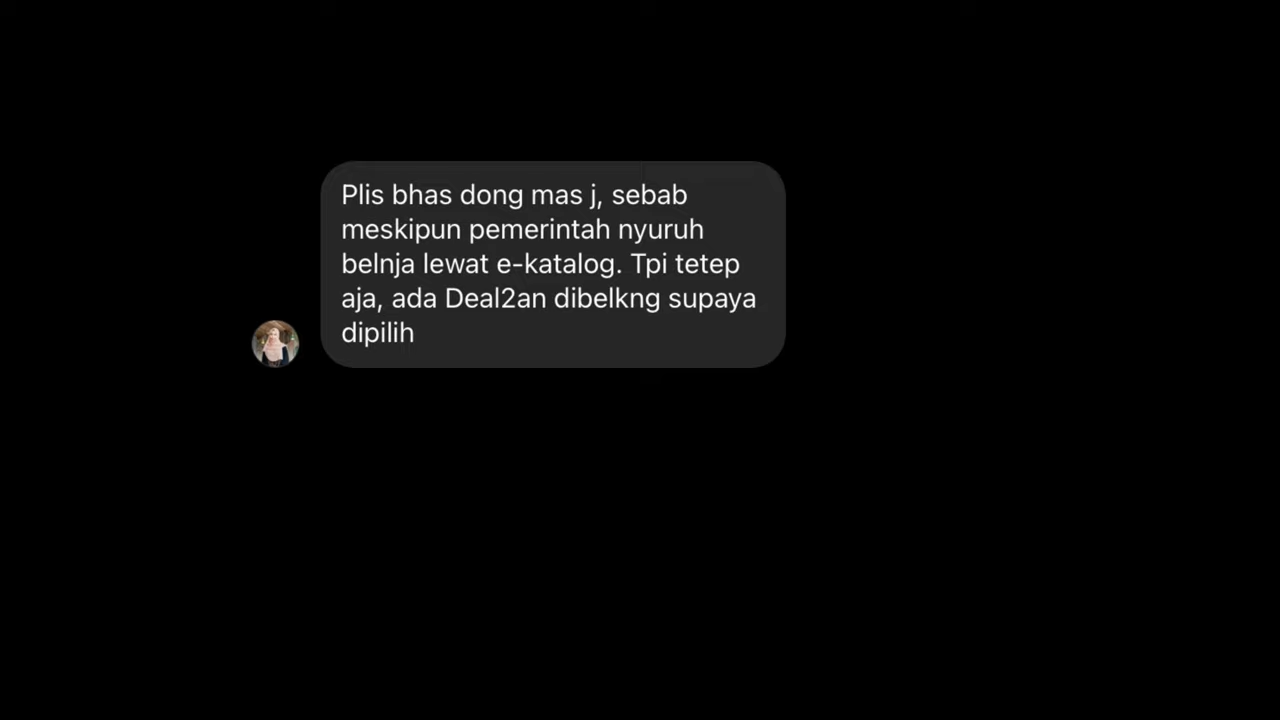 Plis bhas dong mas j, sebab
meskipun pemerintah nyuruh
belnja lewat e-katalog. Tpi tetep
aja, ada Deal2an dibelkng supaya
dipilih